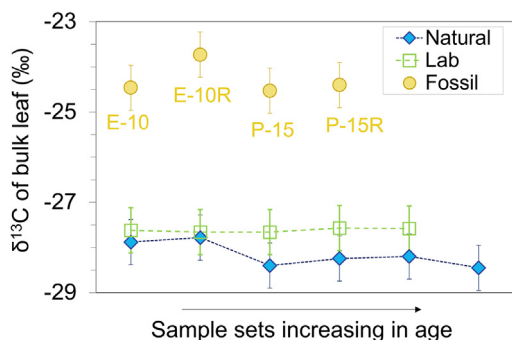 -23
-25
-27
-29
δ¹³C of bulk leaf (‰)
Natural
Lab
Fossil
E-10
E-10R
P-15
P-15R
Sample sets increasing in age